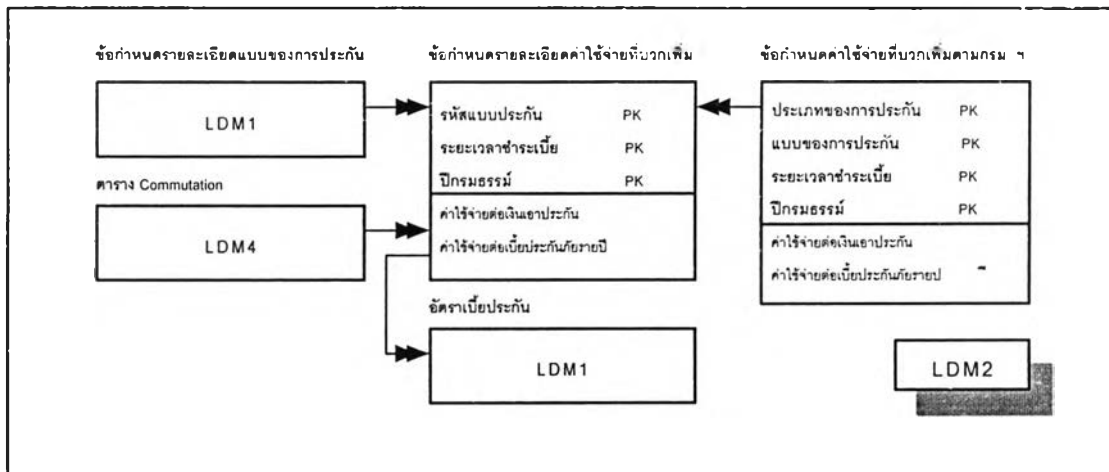 ข้อกำหนดรายละเอียดแบบของการประกัน
LDM1
ตาราง Commutation
LDM4
ข้อกำหนดรายละเอียดค่าใช้จ่ายที่บวกเพิ่ม
รหัสแบบประกัน PK
ระยะเวลาชำระเบี้ย PK
ปีกรมธรรม์ PK
ค่าใช้จ่ายต่อเงินเอาประกัน
ค่าใช้จ่ายต่อเบี้ยประกันภัยรายปี
อัตราเบี้ยประกัน
LDM1
ข้อกำหนดค่าใช้จ่ายที่บวกเพิ่มตามกรม ฯ
ประเภทของการประกัน PK
แบบของการประกัน PK
ระยะเวลาชำระเบี้ย PK
ปีกรมธรรม์ PK
ค่าใช้จ่ายต่อเงินเอาประกัน
ค่าใช้จ่ายต่อเบี้ยประกันภัยรายป
LDM2